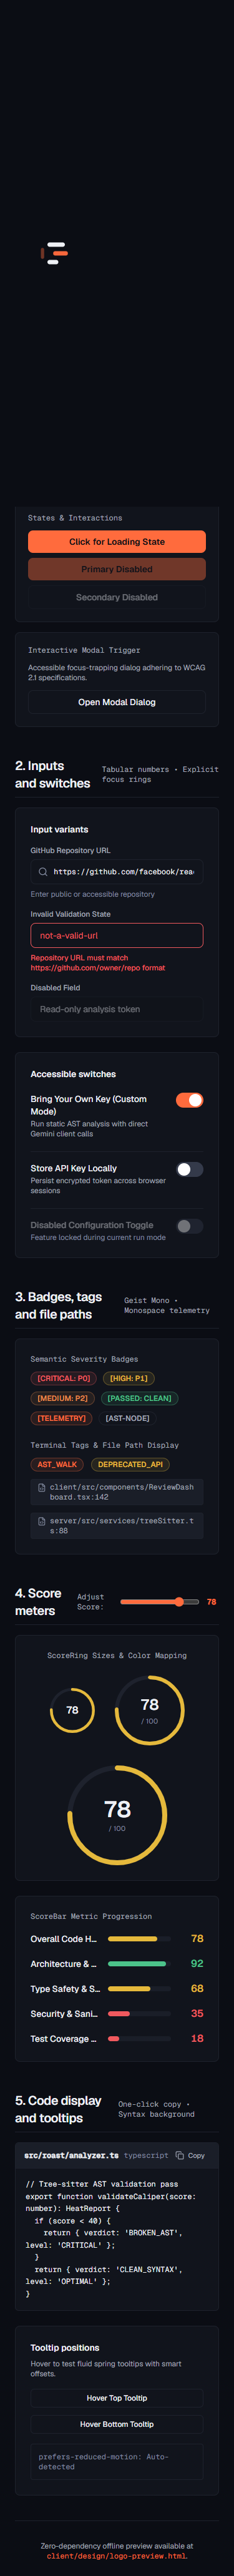 States & Interactions
Click for Loading State
Primary Disabled
Secondary Disabled
Interactive Modal Trigger
Accessible focus-trapping dialog adhering to WCAG
2.1 specifications.
Open Modal Dialog
2. Inputs
and switches
Tabular numbers • Explicit
focus rings
Input variants
GitHub Repository URL
https://github.com/facebook/rea
Enter public or accessible repository
Invalid Validation State
not-a-valid-url
Repository URL must match
https://github.com/owner/repo format
Disabled Field
Read-only analysis token
Accessible switches
Bring Your Own Key (Custom
Mode)
Run static AST analysis with direct
Gemini client calls
Store API Key Locally
Persist encrypted token across browser
sessions
Disabled Configuration Toggle
Feature locked during current run mode
3. Badges, tags
and file paths
Geist Mono •
Monospace telemetry
Semantic Severity Badges
[CRITICAL: P0] [HIGH: P1]
[MEDIUM: P2] [PASSED: CLEAN]
[TELEMETRY] [AST-NODE]
Terminal Tags & File Path Display
AST_WALK DEPRECATED_API
client/src/components/ReviewDash
board.tsx:142
server/src/services/treeSitter.t
s:88
4. Score
meters
Adjust
Score:
78
ScoreRing Sizes & Color Mapping
78
78
/ 100
78
/ 100
ScoreBar Metric Progression
Overall Code H... 78
Architecture & ... 92
Type Safety & S... 68
Security & Sani... 35
Test Coverage ... 18
5. Code display
and tooltips
One-click copy •
Syntax background
src/roast/analyzer.ts typescript Copy
// Tree-sitter AST validation pass
export function validateCaliper(score:
number): HeatReport {
if (score < 40) {
return { verdict: 'BROKEN_AST',
level: 'CRITICAL' };
}
return { verdict: 'CLEAN_SYNTAX',
level: 'OPTIMAL' };
}
Tooltip positions
Hover to test fluid spring tooltips with smart
offsets.
Hover Top Tooltip
Hover Bottom Tooltip
prefers-reduced-motion: Auto-
detected
Zero-dependency offline preview available at
client/design/logo-preview.html.